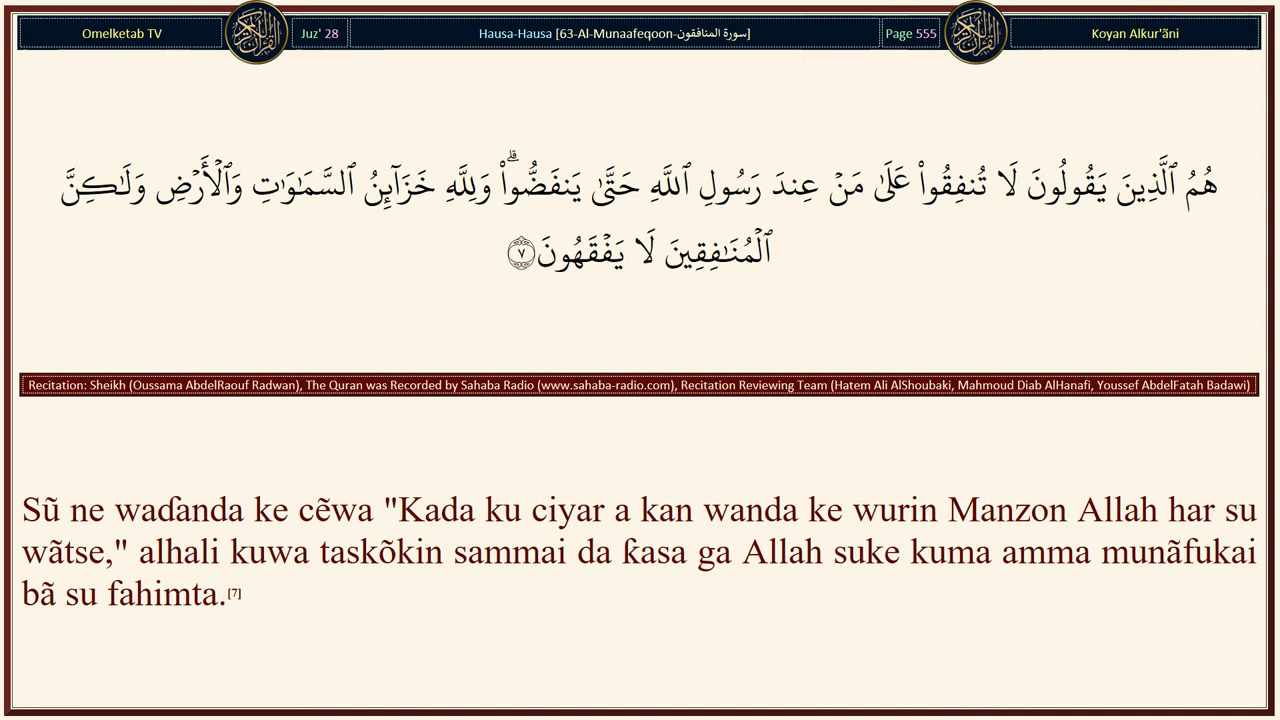 Omelketab TV
Juz' 28
Hausa-Hausa [63-Al-Munaafeqoon-سورة المنافقون]
Page 555
Koyan Alƙur'ãni
هُمُ ٱلَّذِينَ يَقُولُونَ لَا تُنفِقُوا۟ عَلَىٰ مَنْ عِندَ رَسُولِ ٱللَّهِ حَتَّىٰ يَنفَضُّوا۟ ۗ وَلِلَّهِ خَزَآئِنُ ٱلسَّمَـٰوَٰتِ وَٱلْأَرْضِ وَلَـٰكِنَّ
ٱلْمُنَـٰفِقِينَ لَا يَفْقَهُونَ ٧
Recitation: Sheikh (Oussama AbdelRaouf Radwan), The Quran was Recorded by Sahaba Radio (www.sahaba-radio.com), Recitation Reviewing Team (Hatem Ali AlShoubaki, Mahmoud Diab AlHanafi, Youssef AbdelFatah Badawi)
Sũ ne waɗanda ke cẽwa "Kada ku ciyar a kan wanda ke wurin Manzon Allah har su
wãtse," alhali kuwa taskõkin sammai da ƙasa ga Allah suke kuma amma munãfukai
bã su fahimta.[7]